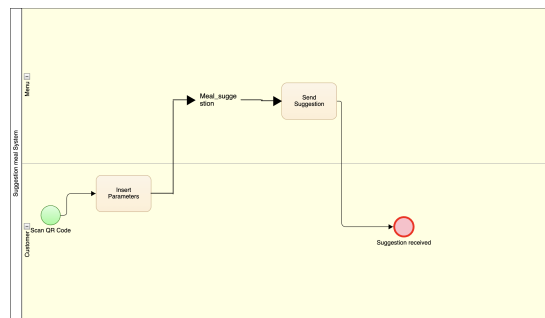 Suggestion meal System
Menu
Meal_sugge
stion
Send
Suggestion
Customer
Scan QR Code
Insert
Parameters
Suggestion received